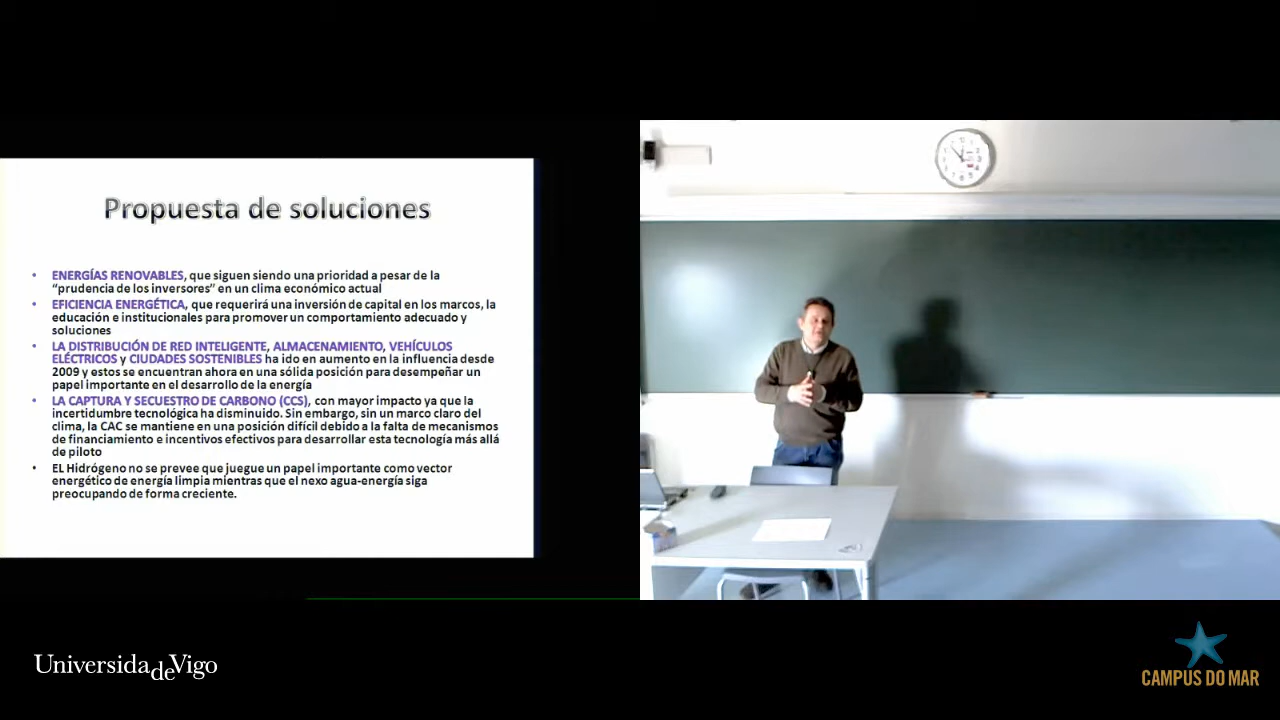 Propuesta de soluciones
• ENERGÍAS RENOVABLES, que siguen siendo una prioridad a pesar de la
“prudencia de los inversores” en un clima económico actual
• EFICIENCIA ENERGÉTICA, que requerirá una inversión de capital en los marcos, la
educación e institucionales para promover un comportamiento adecuado y
soluciones
• LA DISTRIBUCIÓN DE RED INTELIGENTE, ALMACENAMIENTO, VEHÍCULOS
ELÉCTRICOS y CIUDADES SOSTENIBLES ha ido en aumento en la influencia desde
2009 y estos se encuentran ahora en una sólida posición para desempeñar un
papel importante en el desarrollo de la energía
• LA CAPTURA Y SECUESTRO DE CARBONO (CCS), con mayor impacto ya que la
incertidumbre tecnológica ha disminuido. Sin embargo, sin un marco claro del
clima, la CAC se mantiene en una posición difícil debido a la falta de mecanismos
de financiamiento e incentivos efectivos para desarrollar esta tecnología más allá
de piloto
• EL Hidrógeno no se prevee que juegue un papel importante como vector
energético de energía limpia mientras que el nexo agua-energía siga
preocupando de forma creciente.
Universidade Vigo
CAMPUS DO MAR